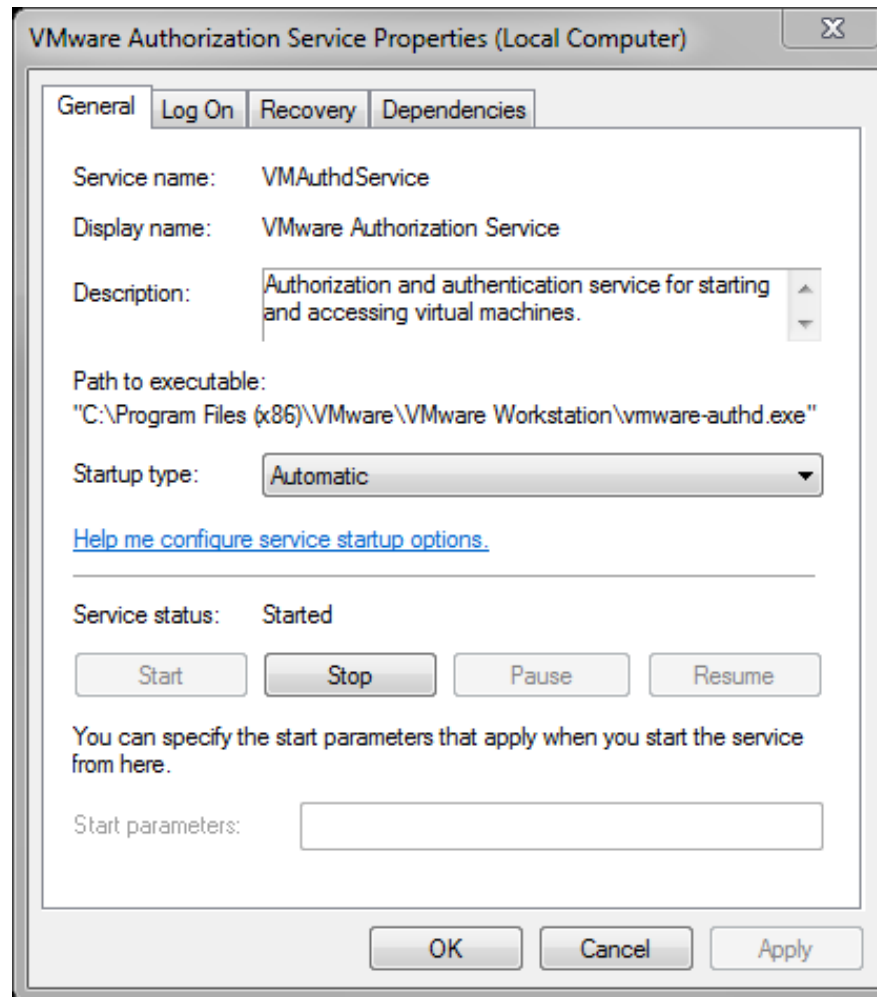 VMware Authorization Service Properties (Local Computer)
General Log On Recovery Dependencies
Service name: VMAuthdService
Display name: VMware Authorization Service
Description: Authorization and authentication service for starting
and accessing virtual machines.
Path to executable:
"C:\Program Files (x86)\VMware\VMware Workstation\vmware-authd.exe"
Startup type: Automatic
Help me configure service startup options.
Service status: Started
Start Stop Pause Resume
You can specify the start parameters that apply when you start the service
from here.
Start parameters:
OK Cancel Apply